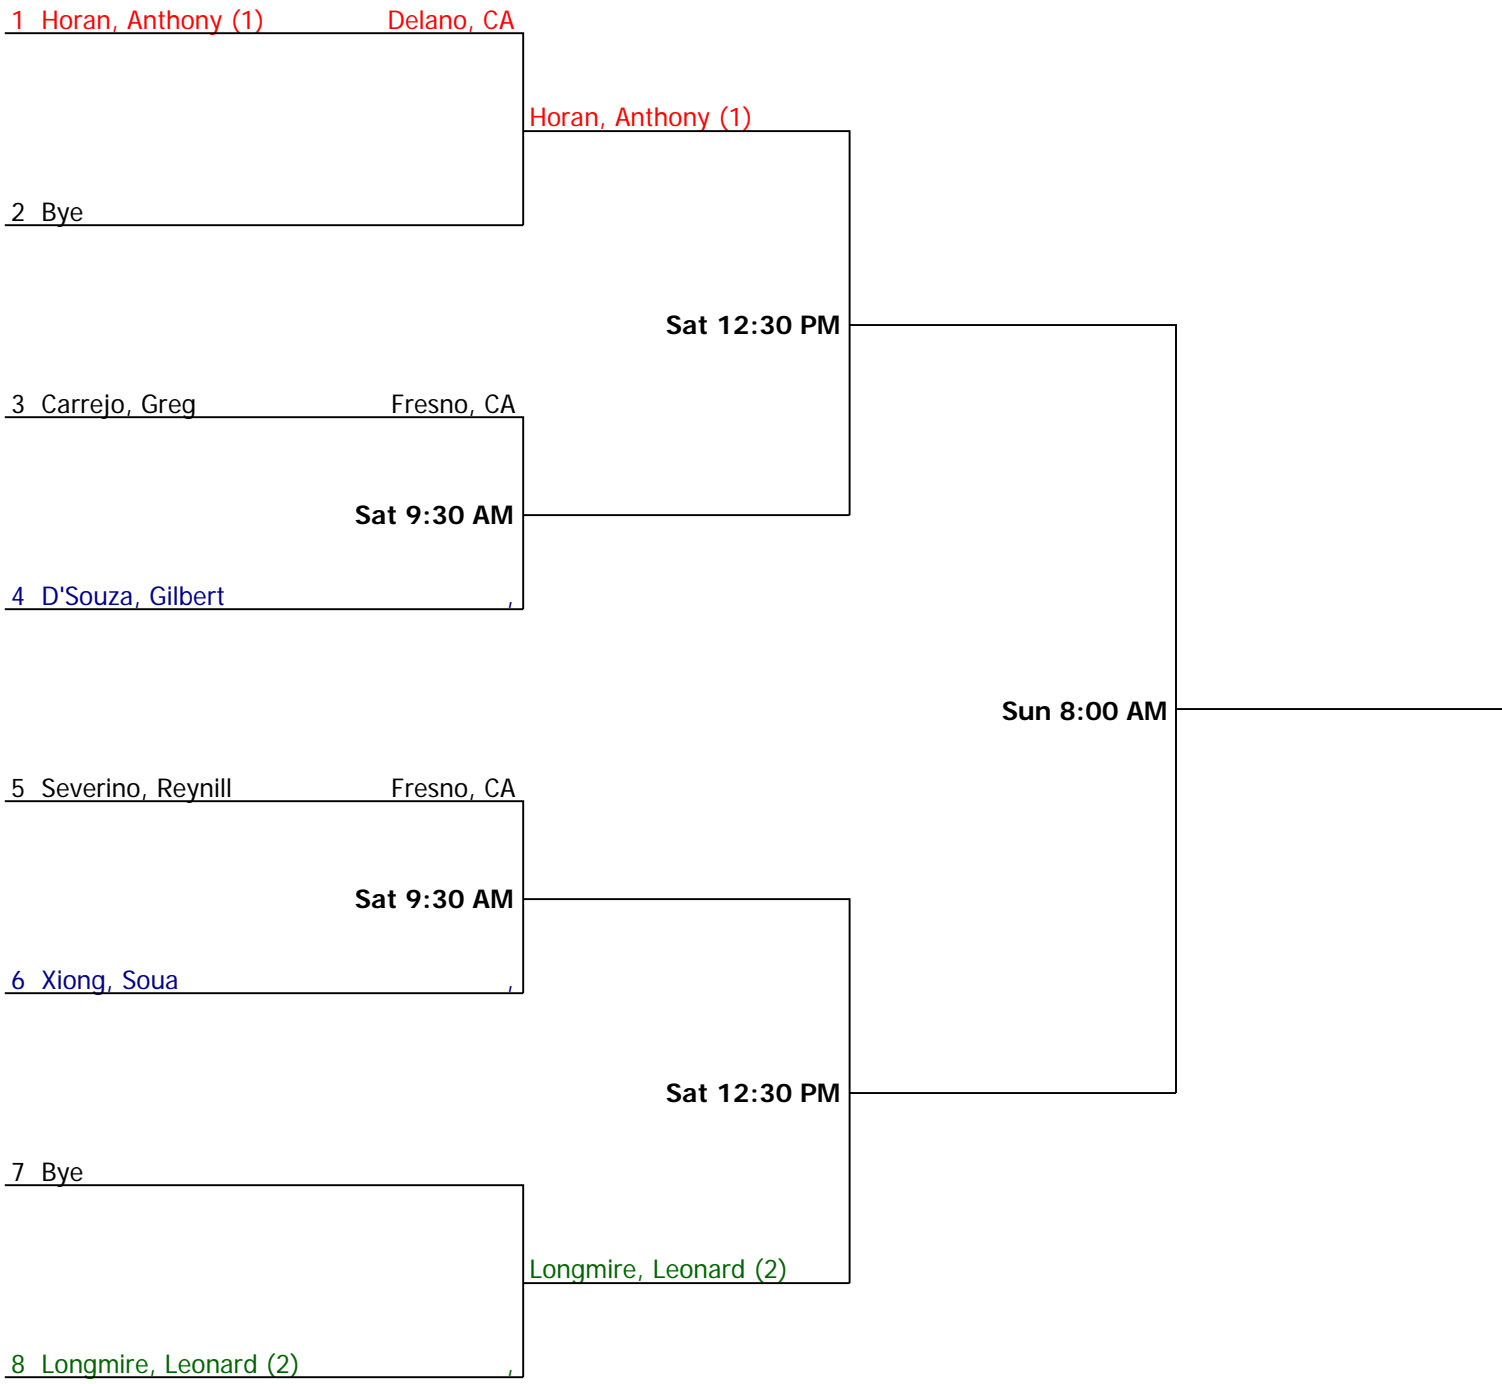 1 Horan, Anthony (1) Delano, CA
Horan, Anthony (1)
2 Bye
Sat 12:30 PM
3 Carrejo, Greg Fresno, CA
Sat 9:30 AM
4 D'Souza, Gilbert ,
Sun 8:00 AM
5 Severino, Reynill Fresno, CA
Sat 9:30 AM
6 Xiong, Soua ,
Sat 12:30 PM
7 Bye
Longmire, Leonard (2)
8 Longmire, Leonard (2) ,